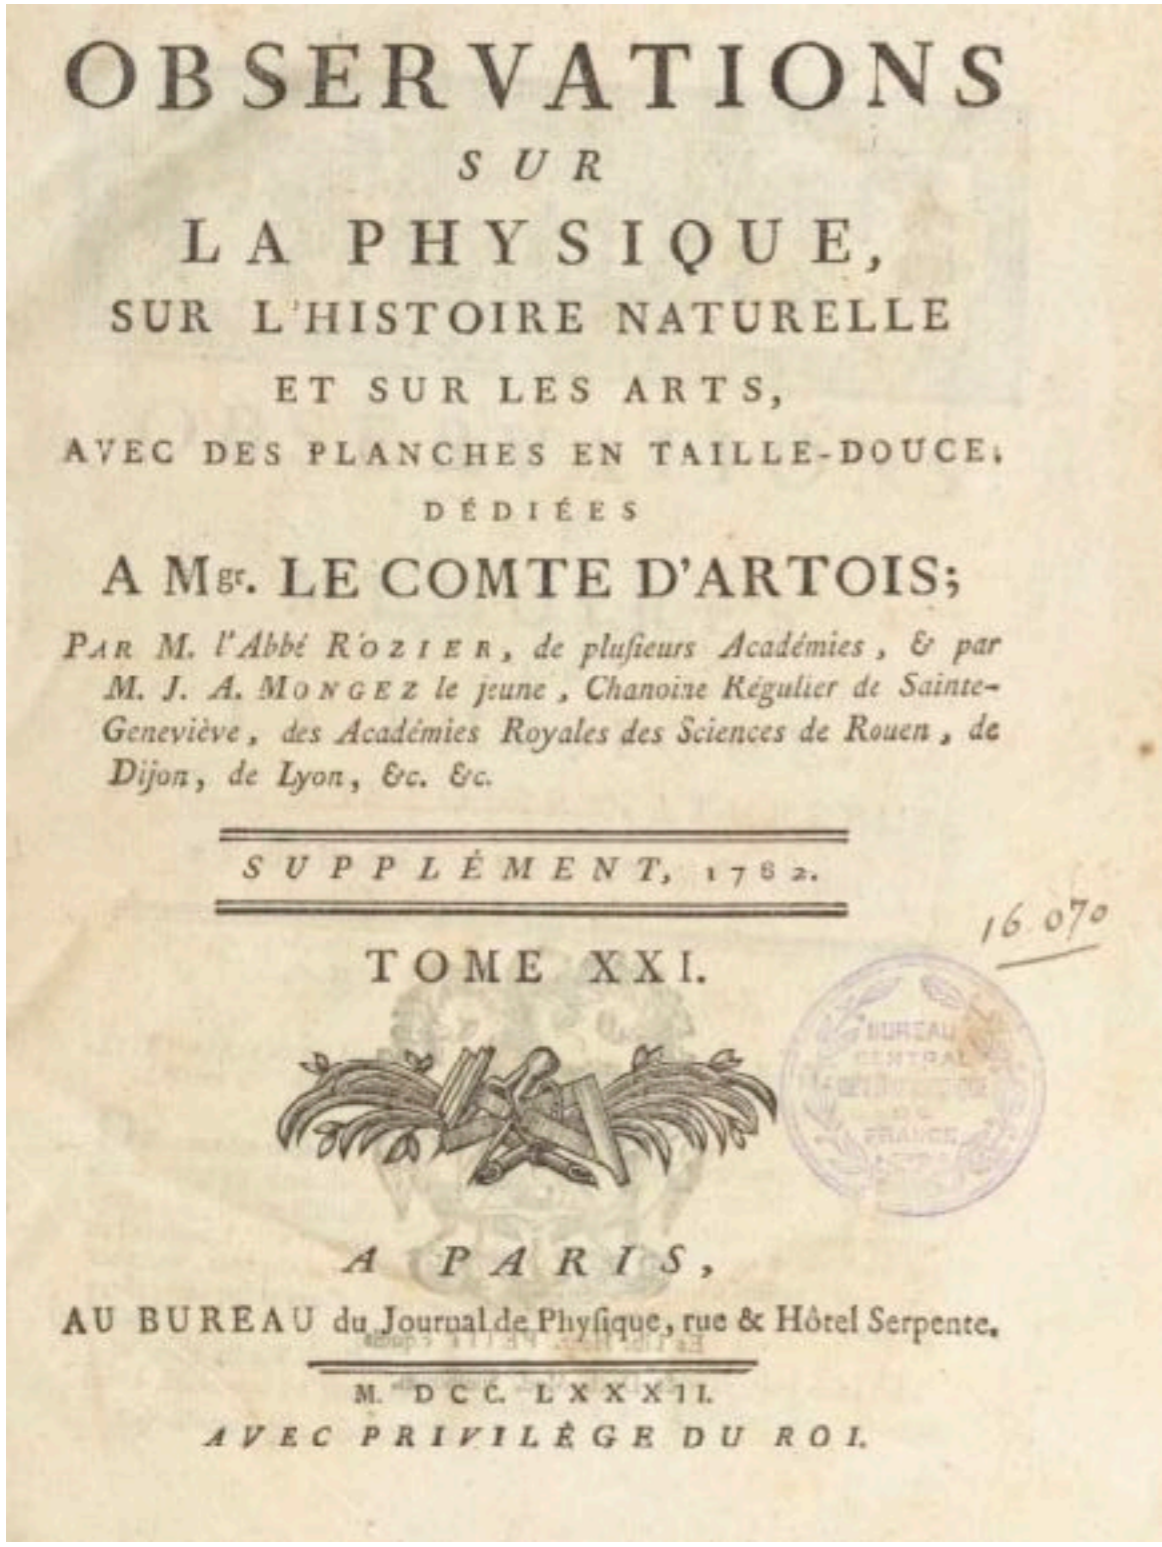 OBSERVATIONS
SUR
LA PHYSIQUE,
SUR L'HISTOIRE NATURELLE
ET SUR LES ARTS,
AVEC DES PLANCHES EN TAILLE-DOUCE;
DÉDIÉES
A Mgr. LE COMTE D'ARTOIS;
PAR M. l'Abbé ROZIER, de pluſieurs Académies, & par
M. J. A. MONGEZ le jeune, Chanoine Régulier de Sainte-
Geneviève, des Académies Royales des Sciences de Rouen, de
Dijon, de Lyon, &c. &c.
SUPPLÉMENT, 1782.
16.070
TOME XXI.
BUREAU
CENTRAL
DE
FRANCE
A PARIS,
AU BUREAU du Journal de Phyſique, rue & Hôtel Serpente.
M. DCC. LXXXII.
AVEC PRIVILÈGE DU ROI.